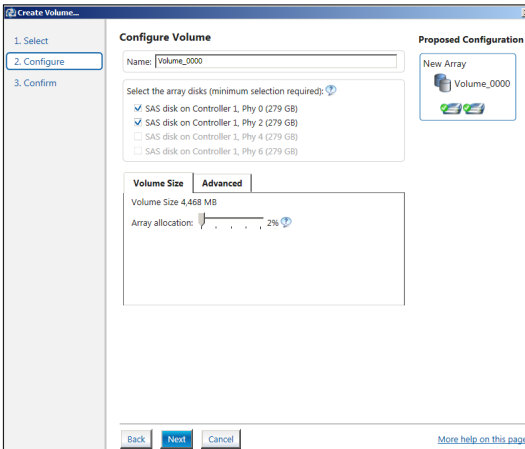 Create Volume...
1. Select
2. Configure
3. Confirm
Configure Volume
Name: Volume_0000
Select the array disks (minimum selection required):
SAS disk on Controller 1, Phy 0 (279 GB)
SAS disk on Controller 1, Phy 2 (279 GB)
SAS disk on Controller 1, Phy 4 (279 GB)
SAS disk on Controller 1, Phy 6 (279 GB)
Volume Size Advanced
Volume Size 4,468 MB
Array allocation: 2%
Proposed Configuration
New Array
Volume_0000
Back Next Cancel
More help on this page